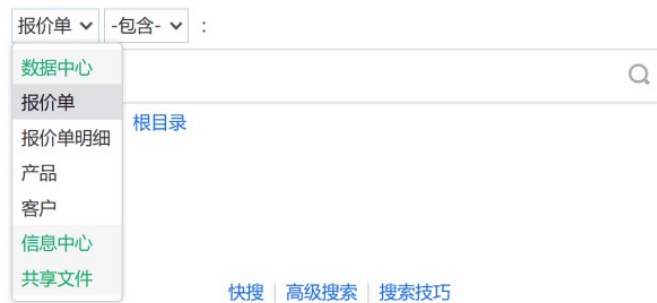 报价单 -包含- :
数据中心
报价单
根目录
报价单明细
产品
客户
信息中心
共享文件
快搜 | 高级搜索 | 搜索技巧